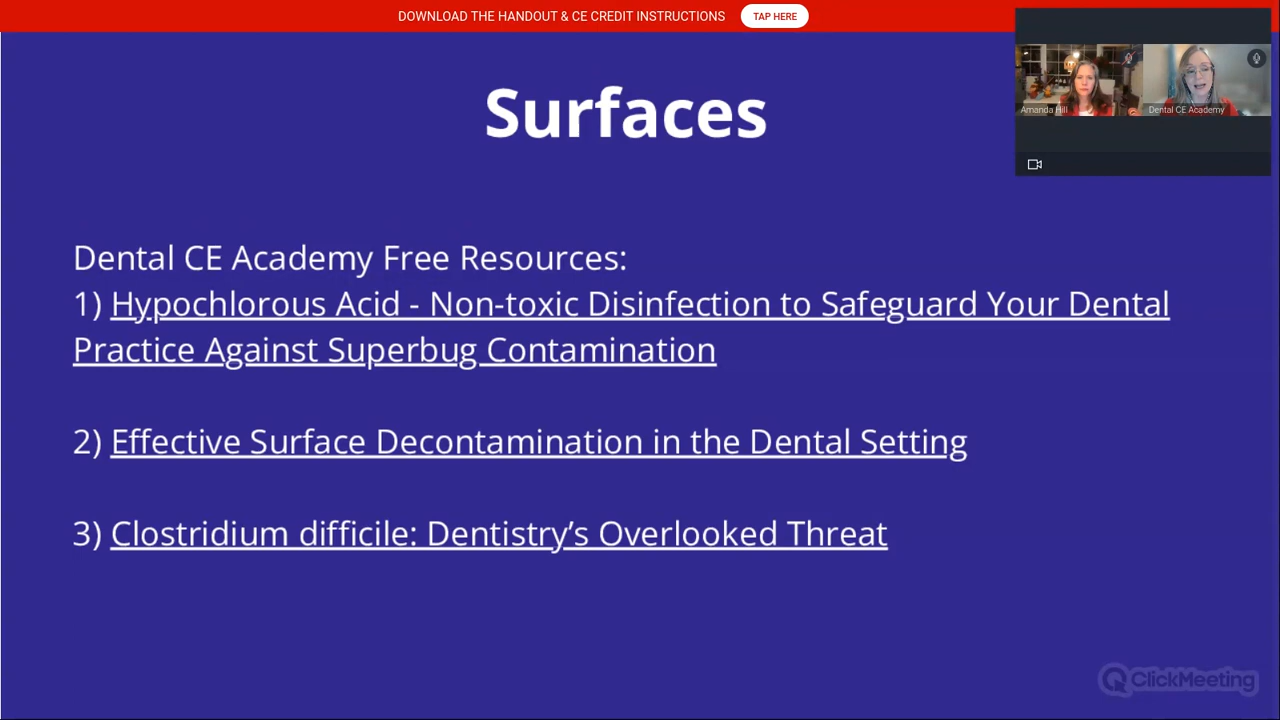 DOWNLOAD THE HANDOUT & CE CREDIT INSTRUCTIONS TAP HERE
Surfaces
Amanda Hill
Dental CE Academy
Dental CE Academy Free Resources:
1) Hypochlorous Acid - Non-toxic Disinfection to Safeguard Your Dental
Practice Against Superbug Contamination
2) Effective Surface Decontamination in the Dental Setting
3) Clostridium difficile: Dentistry’s Overlooked Threat
ClickMeeting